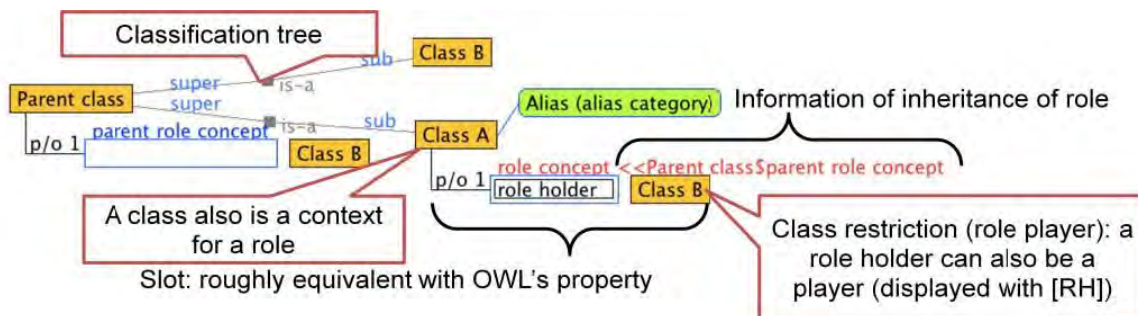 Classification tree
Class B
sub
super
is-a
Parent class
super
is-a
sub
Alias (alias category)
Information of inheritance of role
parent role concept
Class A
p/o 1
Class B
role concept <<Parent class$parent role concept
p/o 1
role holder
Class B
A class also is a context
for a role
Class restriction (role player): a
role holder can also be a
player (displayed with [RH])
Slot: roughly equivalent with OWL's property